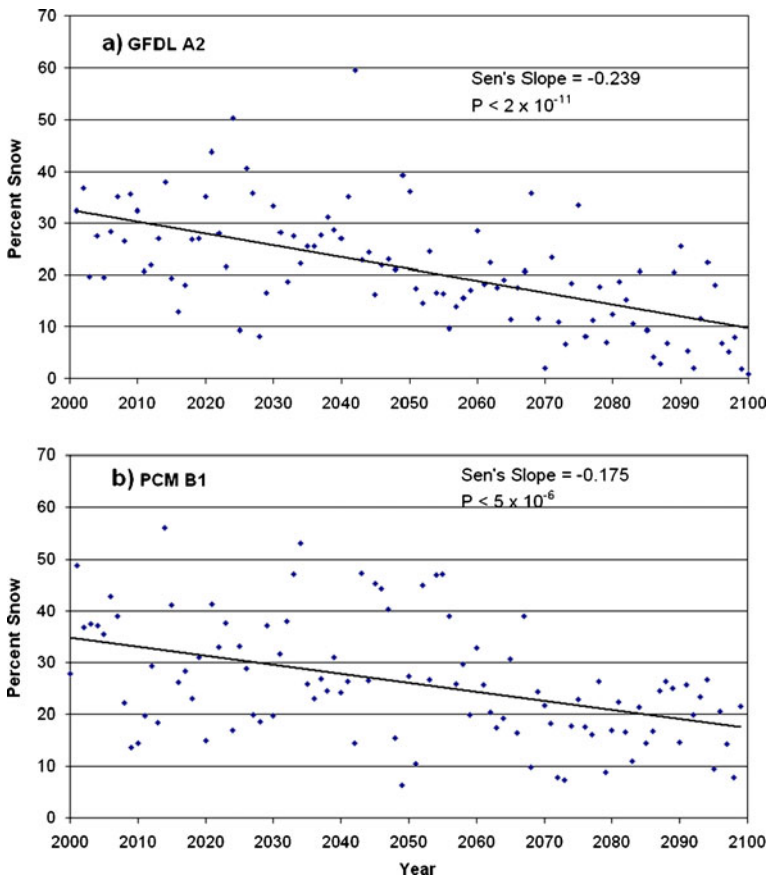 a) GFDL A2
Sen's Slope = -0.239
P < 2 x 10⁻¹¹
Percent Snow
70
60
50
40
30
20
10
0
2000 2010 2020 2030 2040 2050 2060 2070 2080 2090 2100
b) PCM B1
Sen's Slope = -0.175
P < 5 x 10⁻⁶
Percent Snow
70
60
50
40
30
20
10
0
2000 2010 2020 2030 2040 2050 2060 2070 2080 2090 2100
Year